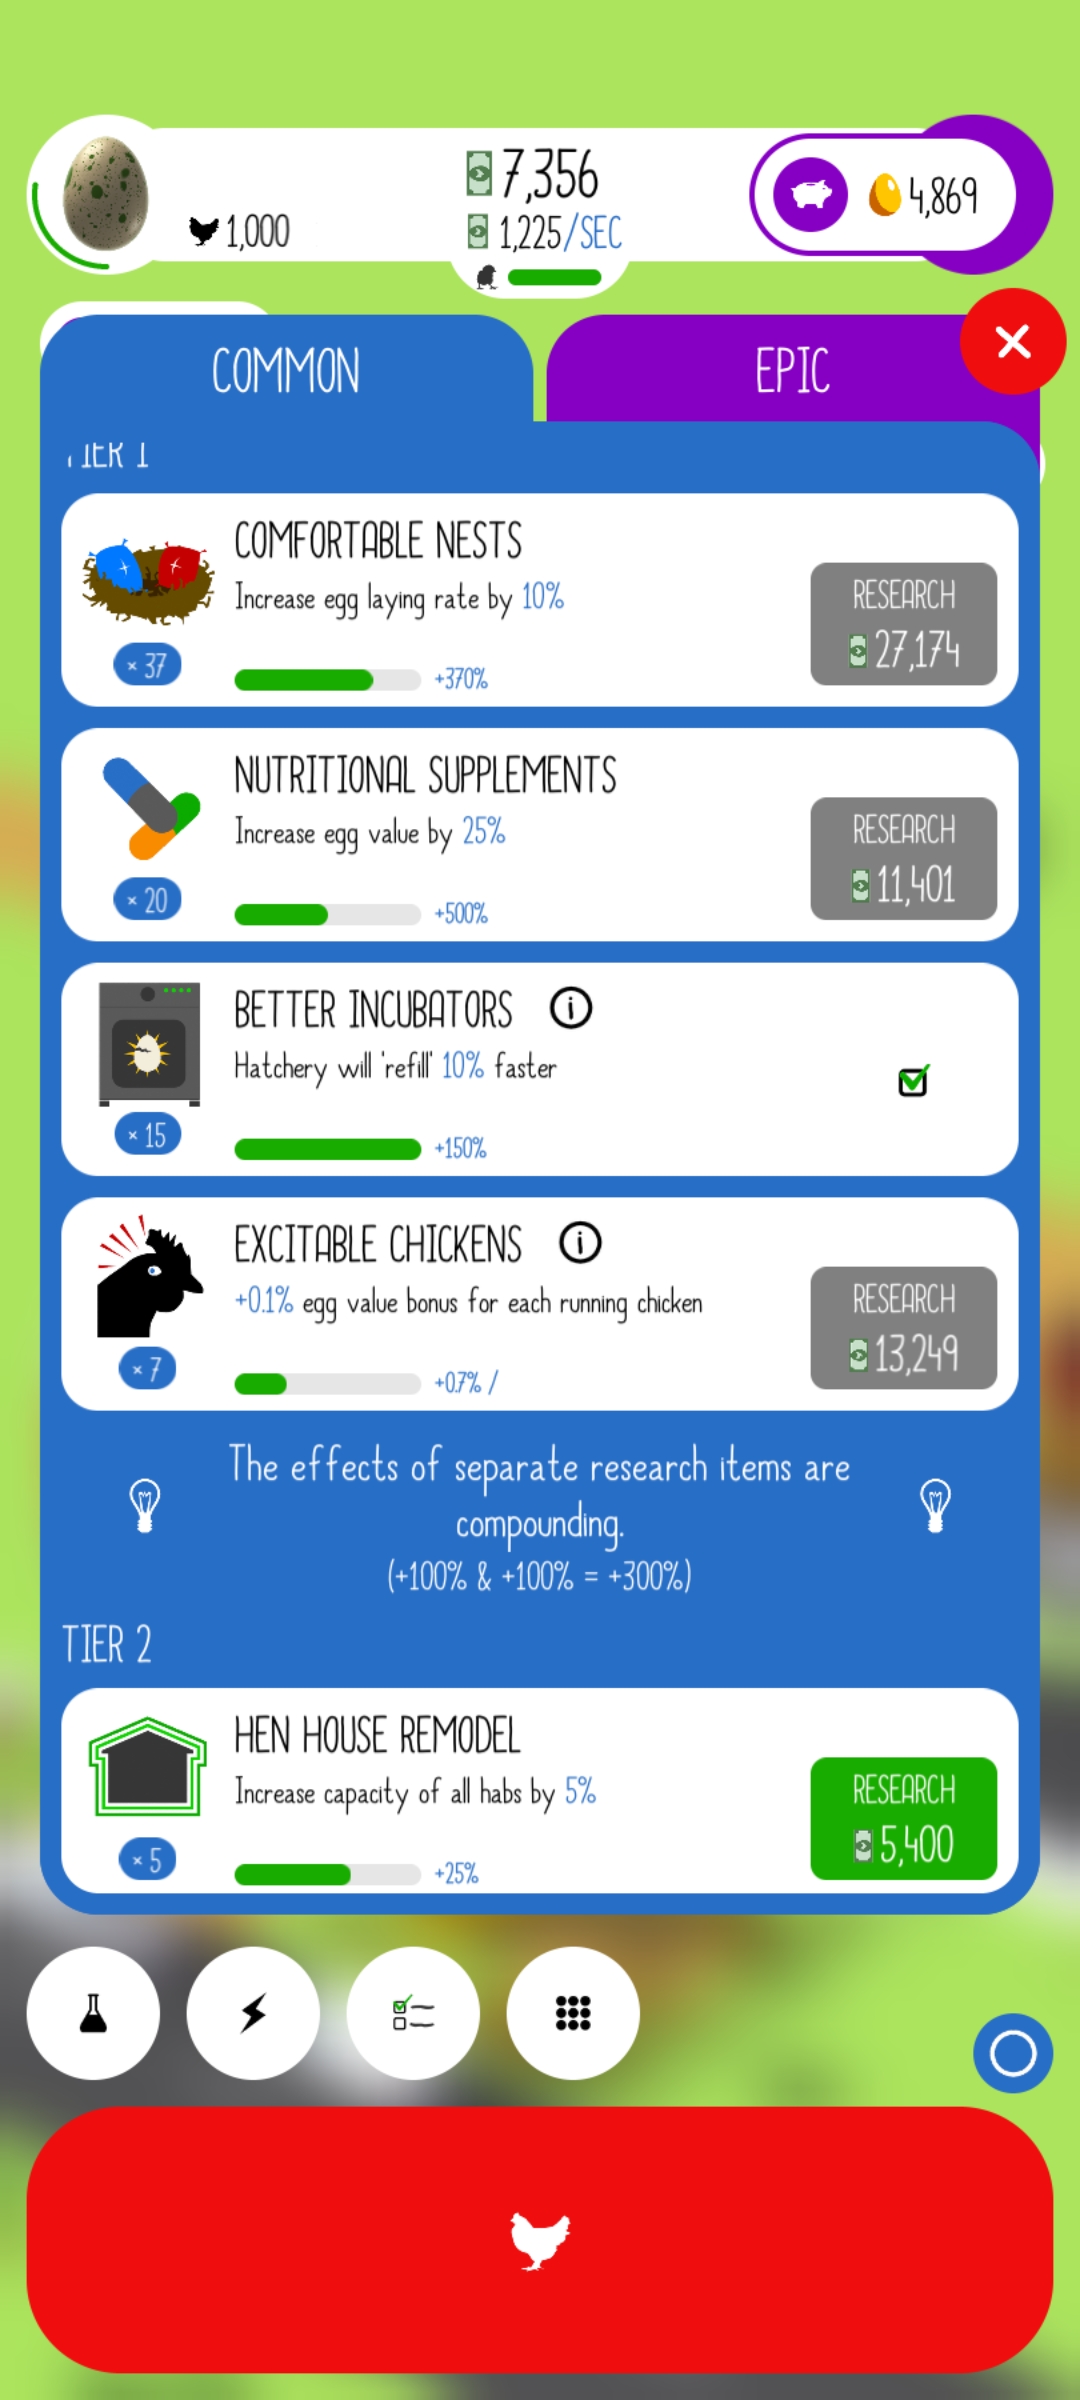 7,356
1,000
1,225/SEC
4,869
COMMON
EPIC
TIER 1
COMFORTABLE NESTS
Increase egg laying rate by 10%
RESEARCH
27,174
× 37
+370%
NUTRITIONAL SUPPLEMENTS
Increase egg value by 25%
RESEARCH
11,401
× 20
+500%
BETTER INCUBATORS
Hatchery will 'refill' 10% faster
× 15
+150%
EXCITABLE CHICKENS
+0.1% egg value bonus for each running chicken
RESEARCH
13,249
× 7
+0.7% /
The effects of separate research items are
compounding.
(+100% & +100% = +300%)
TIER 2
HEN HOUSE REMODEL
Increase capacity of all habs by 5%
RESEARCH
5,400
× 5
+25%